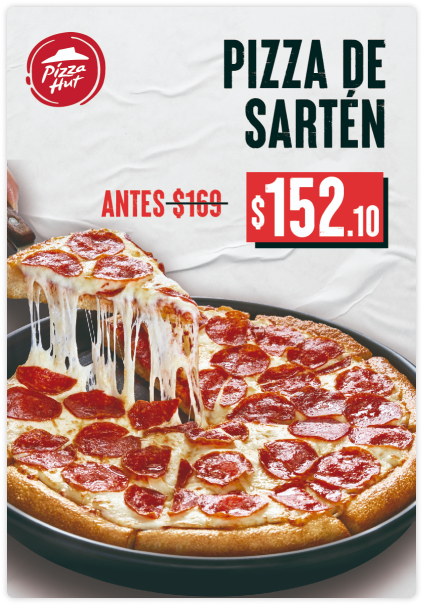 Pizza
Hut
PIZZA DE
SARTÉN
ANTES $169
$152.10